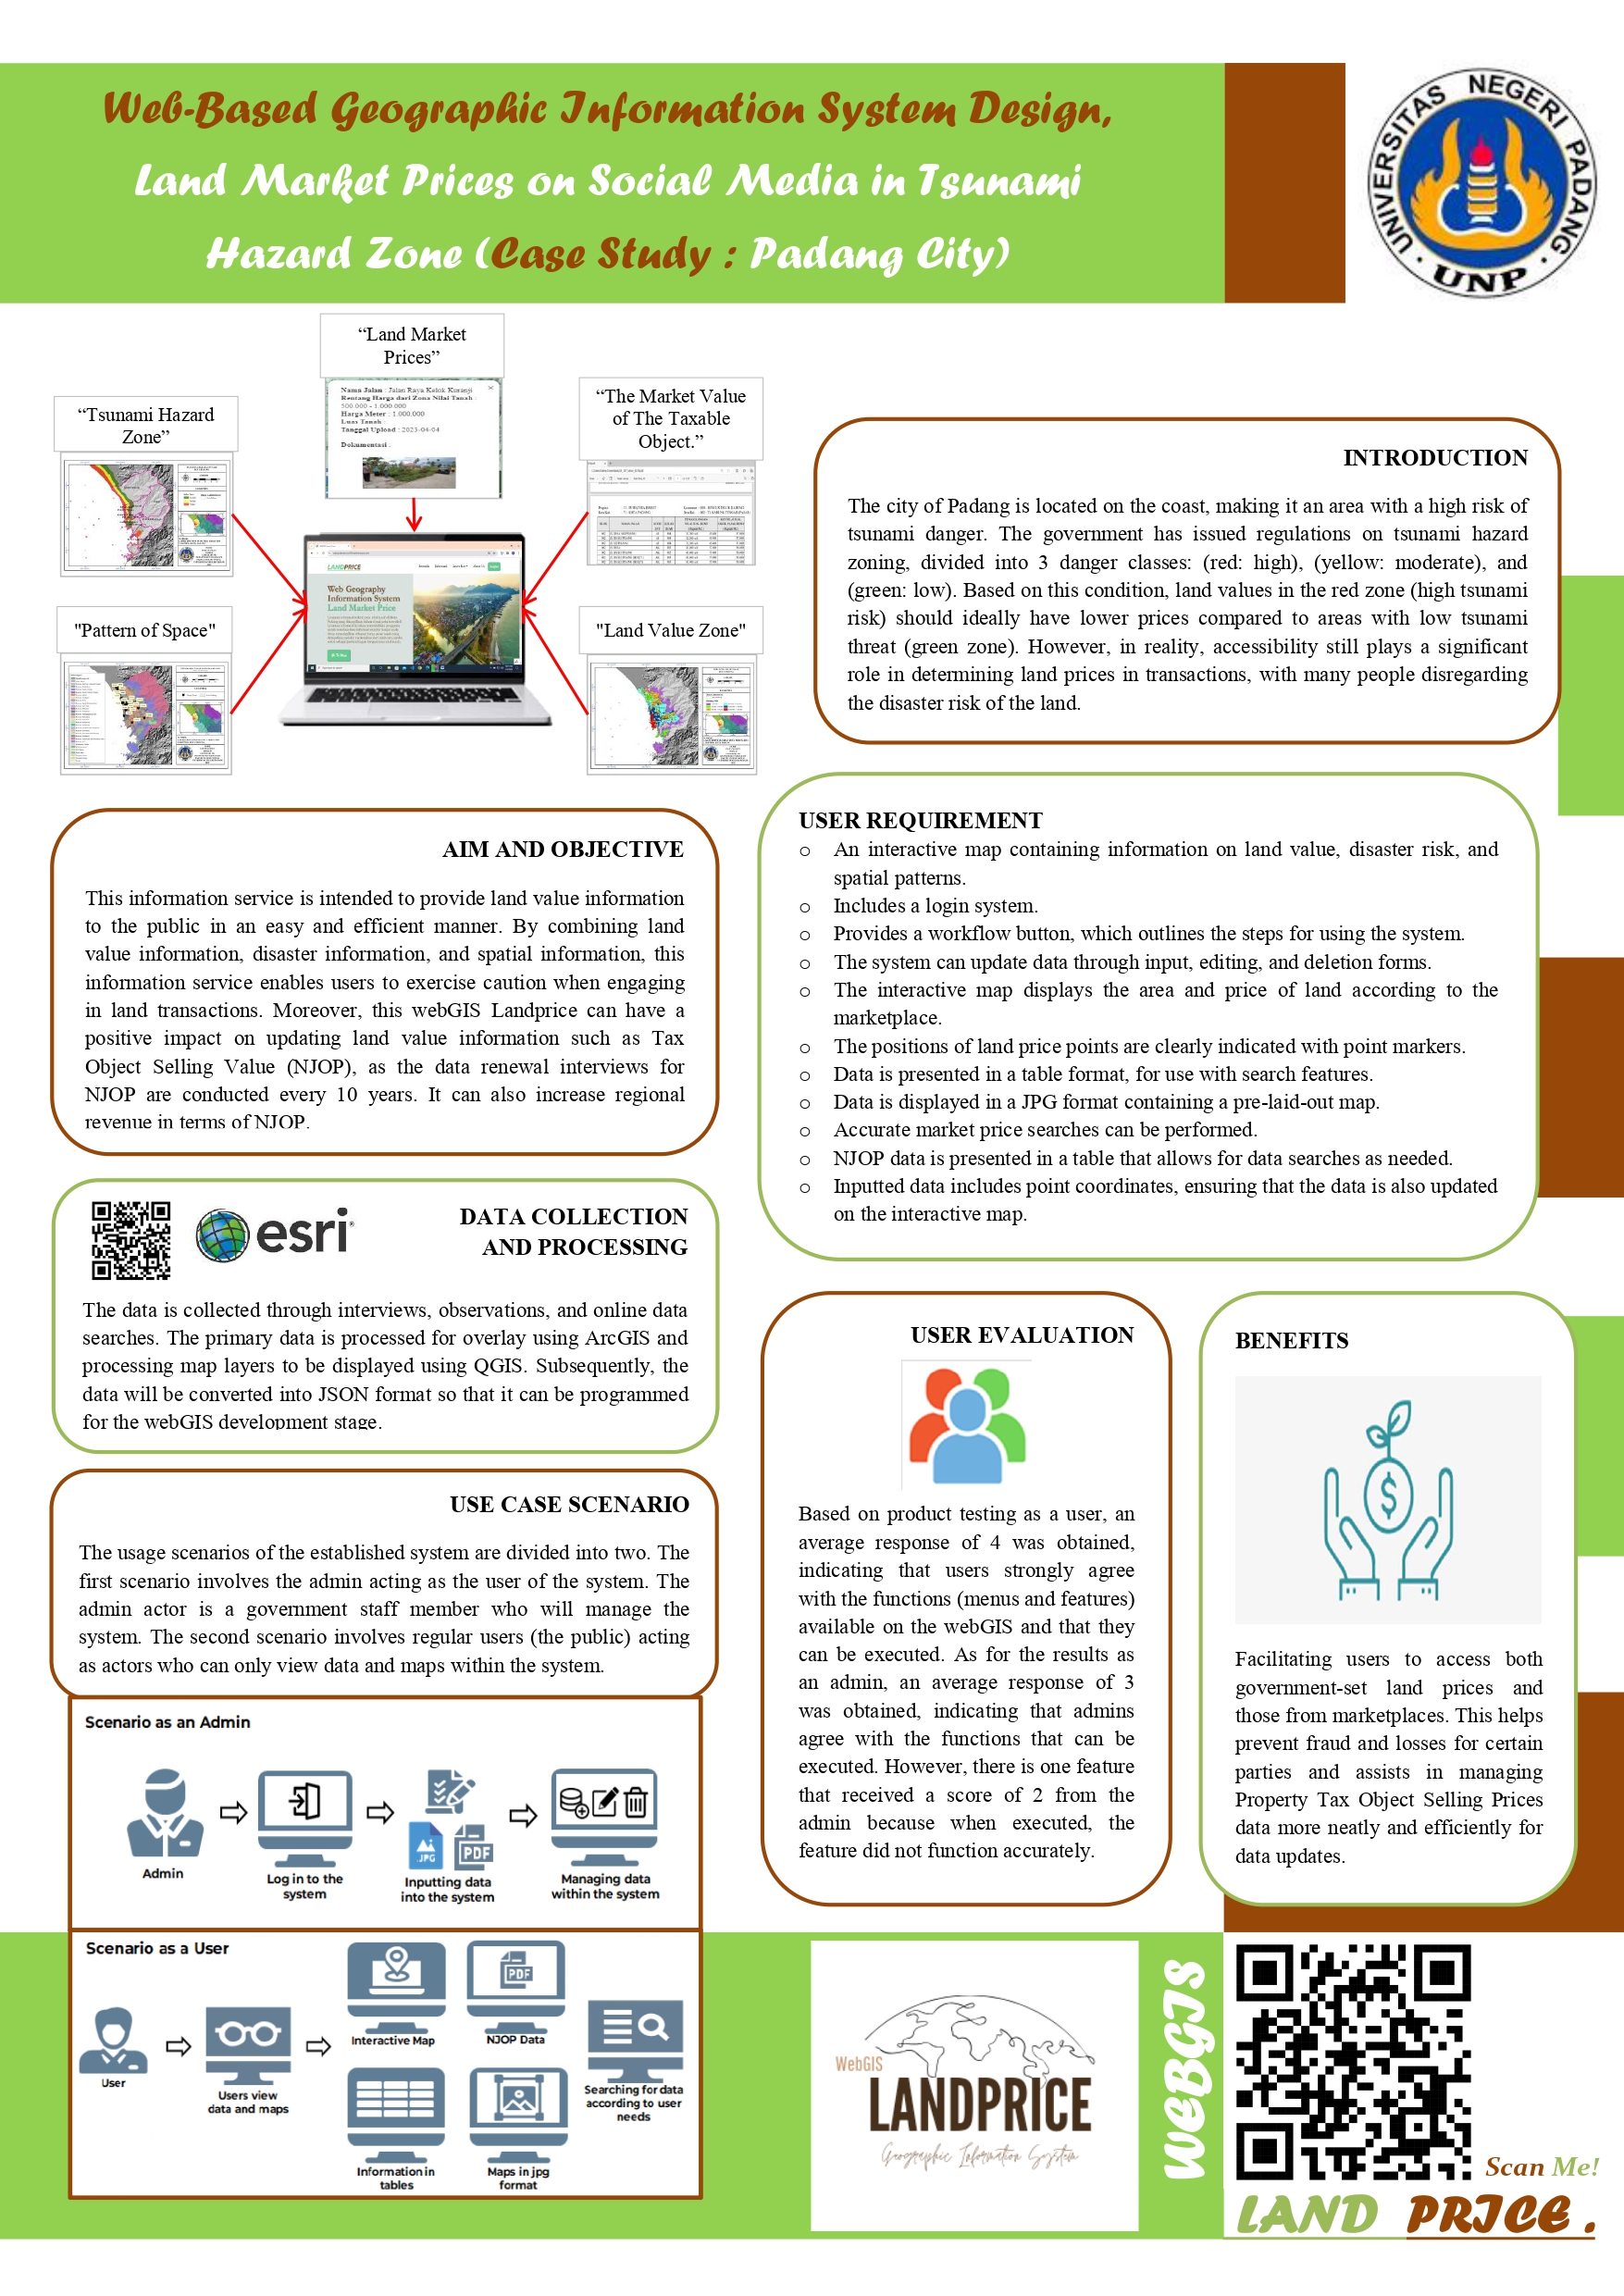 Web-Based Geographic Information System Design,
Land Market Prices on Social Media in Tsunami
Hazard Zone (Case Study : Padang City)
UNIVERSITAS NEGERI PADANG
UNP
“Land Market
Prices”
Nama Jalan : Jalan Raya Kelok Kuranji
Rentang Harga dari Zona Nilai Tanah :
500.000 - 1.000.000
Harga Meter : 1.000.000
Luas Tanah :
Tanggal Upload : 2023-04-04
Dokumentasi :
“Tsunami Hazard
Zone”
“The Market Value
of The Taxable
Object.”
"Pattern of Space"
"Land Value Zone"
LANDPRICE
Web Geography
Information System
Land Market Price
INTRODUCTION
The city of Padang is located on the coast, making it an area with a high risk of
tsunami danger. The government has issued regulations on tsunami hazard
zoning, divided into 3 danger classes: (red: high), (yellow: moderate), and
(green: low). Based on this condition, land values in the red zone (high tsunami
risk) should ideally have lower prices compared to areas with low tsunami
threat (green zone). However, in reality, accessibility still plays a significant
role in determining land prices in transactions, with many people disregarding
the disaster risk of the land.
AIM AND OBJECTIVE
This information service is intended to provide land value information
to the public in an easy and efficient manner. By combining land
value information, disaster information, and spatial information, this
information service enables users to exercise caution when engaging
in land transactions. Moreover, this webGIS Landprice can have a
positive impact on updating land value information such as Tax
Object Selling Value (NJOP), as the data renewal interviews for
NJOP are conducted every 10 years. It can also increase regional
revenue in terms of NJOP.
USER REQUIREMENT
o An interactive map containing information on land value, disaster risk, and
spatial patterns.
o Includes a login system.
o Provides a workflow button, which outlines the steps for using the system.
o The system can update data through input, editing, and deletion forms.
o The interactive map displays the area and price of land according to the
marketplace.
o The positions of land price points are clearly indicated with point markers.
o Data is presented in a table format, for use with search features.
o Data is displayed in a JPG format containing a pre-laid-out map.
o Accurate market price searches can be performed.
o NJOP data is presented in a table that allows for data searches as needed.
o Inputted data includes point coordinates, ensuring that the data is also updated
on the interactive map.
esri
DATA COLLECTION
AND PROCESSING
The data is collected through interviews, observations, and online data
searches. The primary data is processed for overlay using ArcGIS and
processing map layers to be displayed using QGIS. Subsequently, the
data will be converted into JSON format so that it can be programmed
for the webGIS development stage.
USE CASE SCENARIO
The usage scenarios of the established system are divided into two. The
first scenario involves the admin acting as the user of the system. The
admin actor is a government staff member who will manage the
system. The second scenario involves regular users (the public) acting
as actors who can only view data and maps within the system.
Scenario as an Admin
.JPG
PDF
Admin
Log in to the
system
Inputting data
into the system
Managing data
within the system
Scenario as a User
PDF
User
Users view
data and maps
Interactive Map
NJOP Data
Information in
tables
Maps in jpg
format
Searching for data
according to user
needs
USER EVALUATION
Based on product testing as a user, an
average response of 4 was obtained,
indicating that users strongly agree
with the functions (menus and features)
available on the webGIS and that they
can be executed. As for the results as
an admin, an average response of 3
was obtained, indicating that admins
agree with the functions that can be
executed. However, there is one feature
that received a score of 2 from the
admin because when executed, the
feature did not function accurately.
BENEFITS
$
Facilitating users to access both
government-set land prices and
those from marketplaces. This helps
prevent fraud and losses for certain
parties and assists in managing
Property Tax Object Selling Prices
data more neatly and efficiently for
data updates.
WebGIS
LANDPRICE
Geographic Information System
WeBGIS
Scan Me!
LAND PRICE .